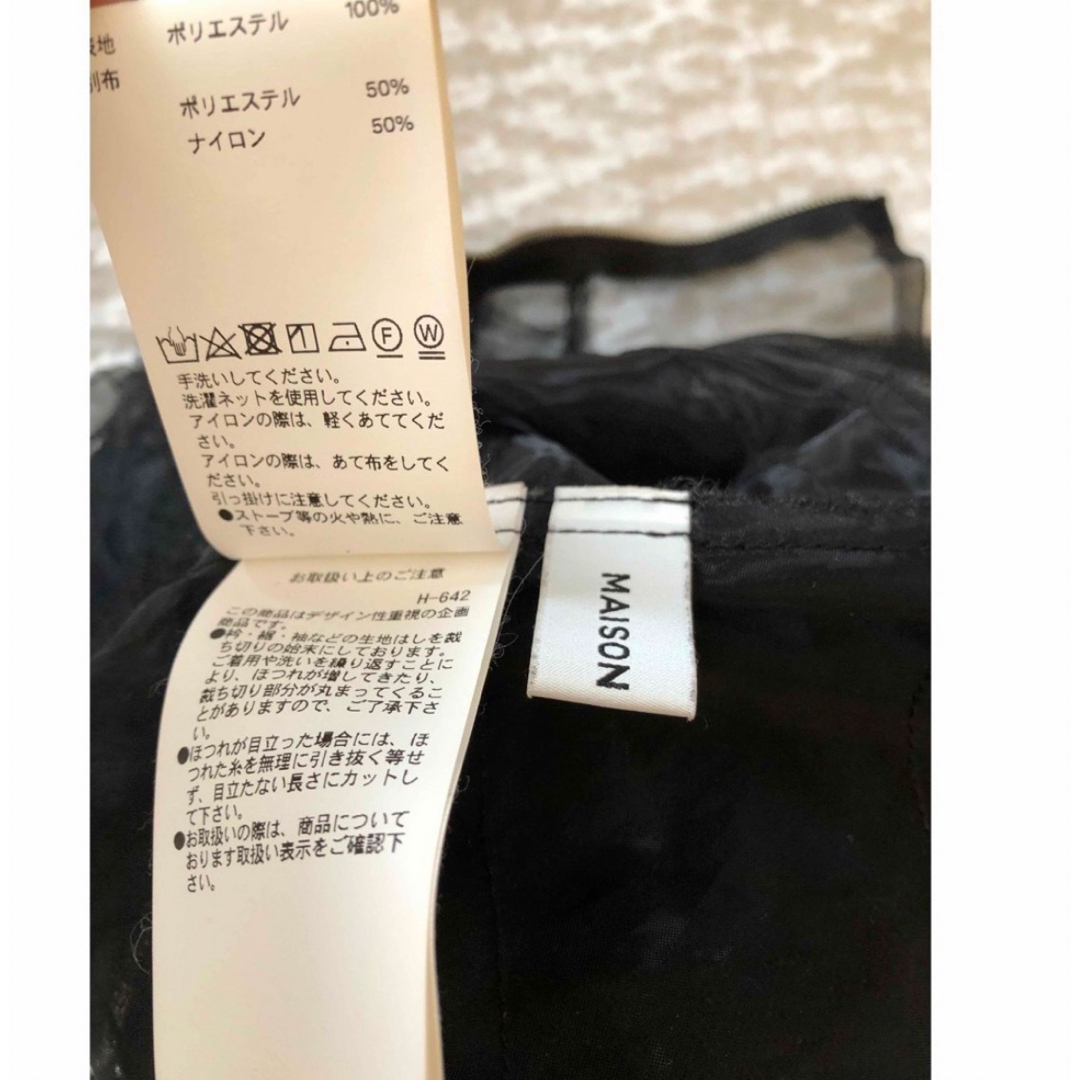 ポリエステル 100%
別布
ポリエステル 50%
ナイロン 50%
F W
手洗いしてください。
洗濯ネットを使用してください。
アイロンの際は、軽くあててくだ
さい。
アイロンの際は、あて布をしてく
ださい。
引っ掛けに注意してください。
●ストーブ等の火や熱に、ご注意
下さい。
お取扱い上のご注意
H-642
この商品はデザイン性重視の企画
商品です。
●衿・裾・袖などの生地はしを裁
ち切りの始末にしております。
ご着用や洗いを繰り返すことに
より、ほつれが増してきたり、
裁ち切り部分が丸まってくるこ
とがありますので、ご了承下さ
い。
●ほつれが目立った場合には、ほ
つれた糸を無理に引き抜く等せ
ず、目立たない長さにカットし
て下さい。
●お取扱いの際は、商品について
おります取扱い表示をご確認下
さい。
MAISON